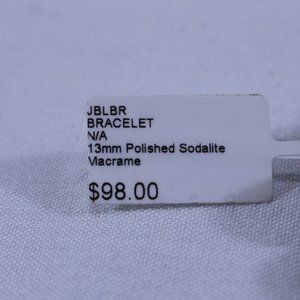 JBLBR
BRACELET
N/A
13mm Polished Sodalite
Macrame
$98.00